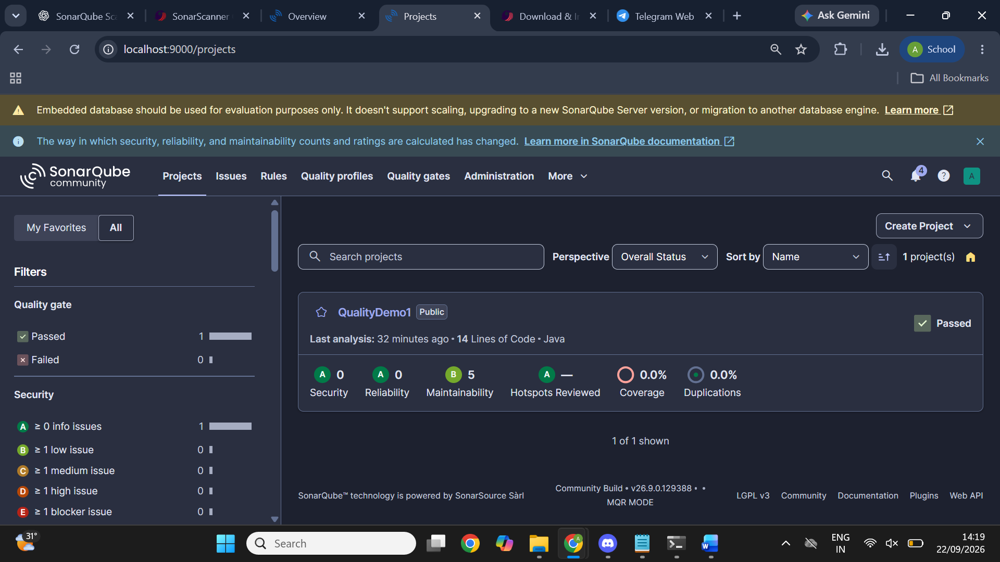 SonarQube Sca
SonarScanner
Overview
Projects
Download & In
Telegram Web
Ask Gemini
localhost:9000/projects
A School
All Bookmarks
Embedded database should be used for evaluation purposes only. It doesn't support scaling, upgrading to a new SonarQube Server version, or migration to another database engine. Learn more
The way in which security, reliability, and maintainability counts and ratings are calculated has changed. Learn more in SonarQube documentation
SonarQube
community
Projects
Issues
Rules
Quality profiles
Quality gates
Administration
More
4
?
A
My Favorites
All
Create Project
Search projects
Perspective
Overall Status
Sort by
Name
1 project(s)
Filters
Quality gate
Passed 1
Failed 0
Security
A ≥ 0 info issues 1
B ≥ 1 low issue 0
C ≥ 1 medium issue 0
D ≥ 1 high issue 0
E ≥ 1 blocker issue 0
QualityDemo1 Public
Passed
Last analysis: 32 minutes ago • 14 Lines of Code • Java
A 0
Security
A 0
Reliability
B 5
Maintainability
A —
Hotspots Reviewed
0.0%
Coverage
0.0%
Duplications
1 of 1 shown
SonarQube™ technology is powered by SonarSource Sàrl
Community Build • v26.9.0.129388 • •
MQR MODE
LGPL v3
Community
Documentation
Plugins
Web API
31°
Search
A
W
ENG
IN
14:19
22/09/2026